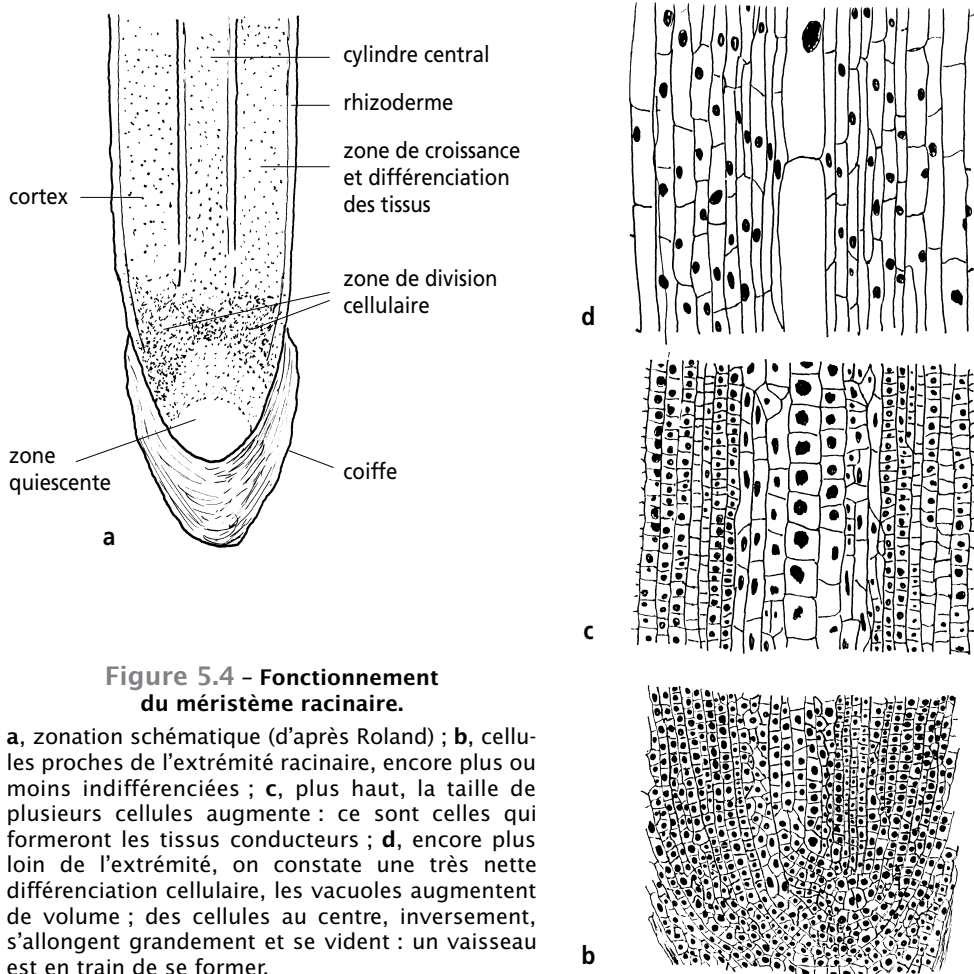 cylindre central
rhizoderme
zone de croissance
et différenciation
des tissus
cortex
zone de division
cellulaire
zone
quiescente
coiffe
a
d
c
b
Figure 5.4 – Fonctionnement
du méristème racinaire.
a, zonation schématique (d'après Roland) ; b, cellu-
les proches de l'extrémité racinaire, encore plus ou
moins indifférenciées ; c, plus haut, la taille de
plusieurs cellules augmente : ce sont celles qui
formeront les tissus conducteurs ; d, encore plus
loin de l'extrémité, on constate une très nette
différenciation cellulaire, les vacuoles augmentent
de volume ; des cellules au centre, inversement,
s'allongent grandement et se vident : un vaisseau
est en train de se former.